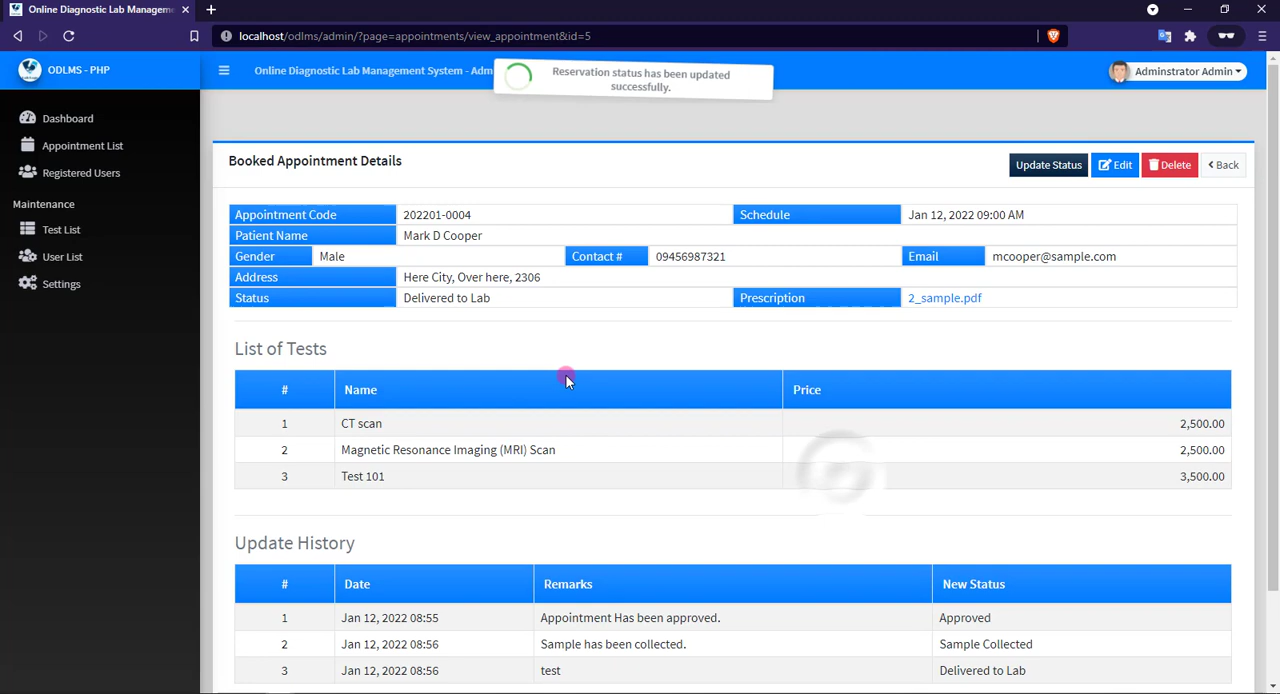 Online Diagnostic Lab Managem
localhost/odlms/admin/?page=appointments/view_appointment&id=5
ODLMS - PHP
Online Diagnostic Lab Management System - Adm
Reservation status has been updated
successfully.
Adminstrator Admin
Dashboard
Appointment List
Registered Users
Maintenance
Test List
User List
Settings
Booked Appointment Details
Update Status Edit Delete Back
Appointment Code 202201-0004 Schedule Jan 12, 2022 09:00 AM
Patient Name Mark D Cooper
Gender Male Contact # 09456987321 Email mcooper@sample.com
Address Here City, Over here, 2306
Status Delivered to Lab Prescription 2_sample.pdf
List of Tests
# Name Price
1 CT scan 2,500.00
2 Magnetic Resonance Imaging (MRI) Scan 2,500.00
3 Test 101 3,500.00
Update History
# Date Remarks New Status
1 Jan 12, 2022 08:55 Appointment Has been approved. Approved
2 Jan 12, 2022 08:56 Sample has been collected. Sample Collected
3 Jan 12, 2022 08:56 test Delivered to Lab